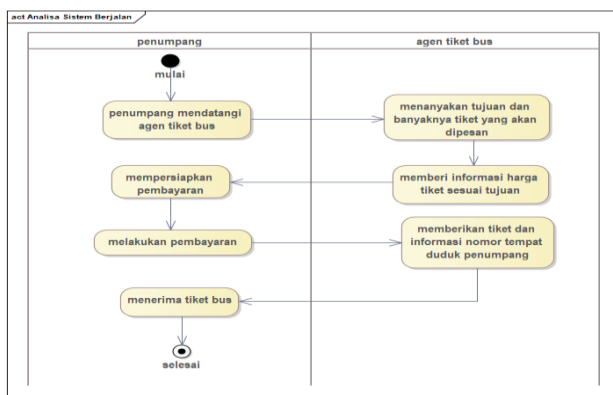 act Analisa Sistem Berjalan
penumpang
agen tiket bus
mulai
penumpang mendatangi
agen tiket bus
menanyakan tujuan dan
banyaknya tiket yang akan
dipesan
mempersiapkan
pembayaran
memberi informasi harga
tiket sesuai tujuan
melakukan pembayaran
memberikan tiket dan
informasi nomor tempat
duduk penumpang
menerima tiket bus
selesai